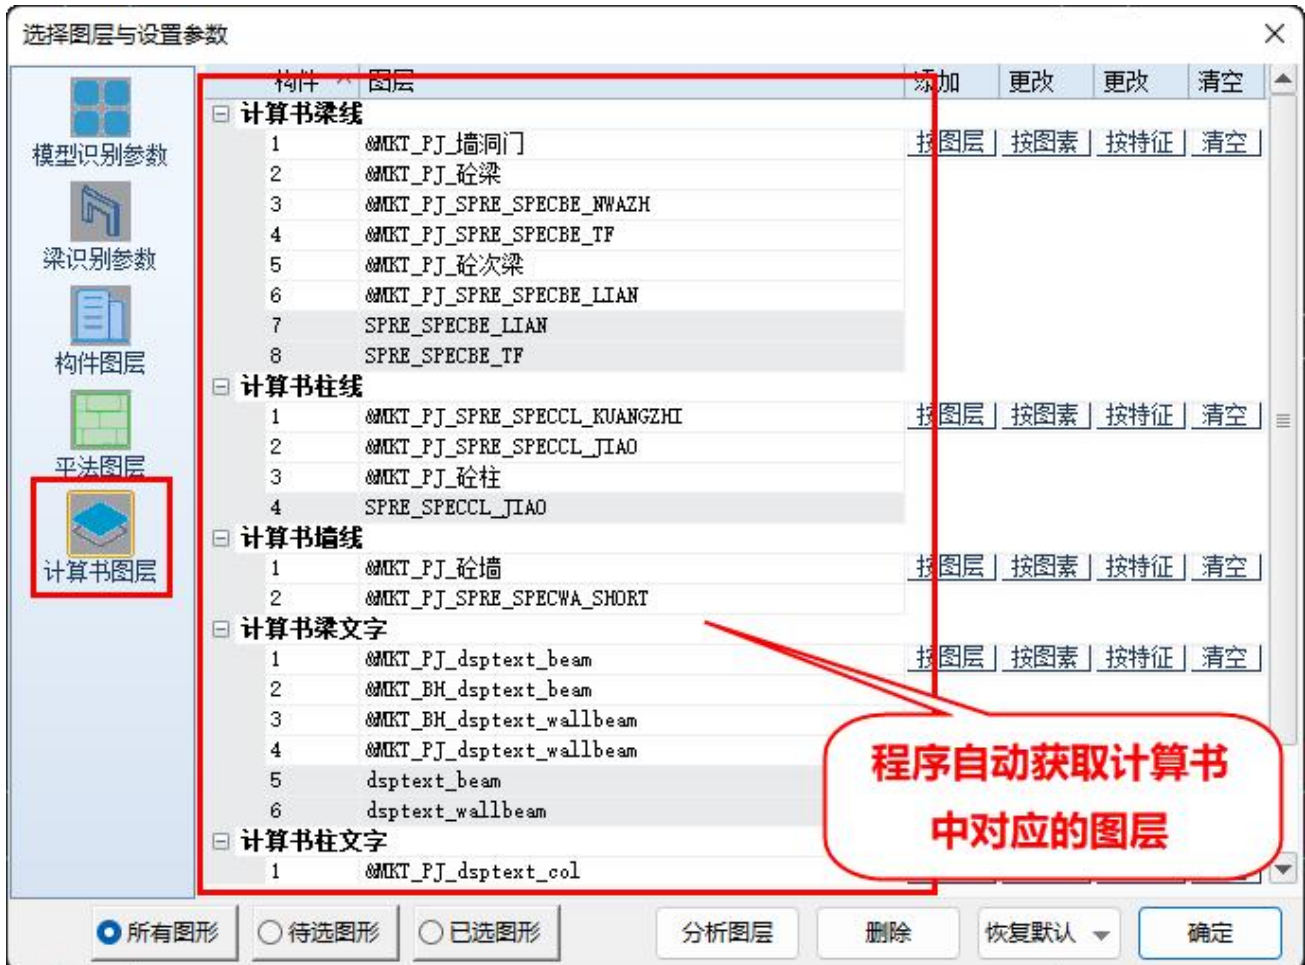 选择图层与设置参数
模型识别参数
梁识别参数
构件图层
平法图层
计算书图层
构件 图层 添加 更改 更改 清空
计算书梁线
1 &MKT_PJ_墙洞门 按图层 按图素 按特征 清空
2 &MKT_PJ_砼梁
3 &MKT_PJ_SPRE_SPECBE_NWAZH
4 &MKT_PJ_SPRE_SPECBE_TF
5 &MKT_PJ_砼次梁
6 &MKT_PJ_SPRE_SPECBE_LIAN
7 SPRE_SPECBE_LIAN
8 SPRE_SPECBE_TF
计算书柱线
1 &MKT_PJ_SPRE_SPECCL_KUANGZHI 按图层 按图素 按特征 清空
2 &MKT_PJ_SPRE_SPECCL_JIAO
3 &MKT_PJ_砼柱
4 SPRE_SPECCL_JIAO
计算书墙线
1 &MKT_PJ_砼墙 按图层 按图素 按特征 清空
2 &MKT_PJ_SPRE_SPECWA_SHORT
计算书梁文字
1 &MKT_PJ_dsptext_beam 按图层 按图素 按特征 清空
2 &MKT_BH_dsptext_beam
3 &MKT_BH_dsptext_wallbeam
4 &MKT_PJ_dsptext_wallbeam
5 dsptext_beam
6 dsptext_wallbeam
计算书柱文字
1 &MKT_PJ_dsptext_col
程序自动获取计算书
中对应的图层
所有图形 待选图形 已选图形 分析图层 删除 恢复默认 确定